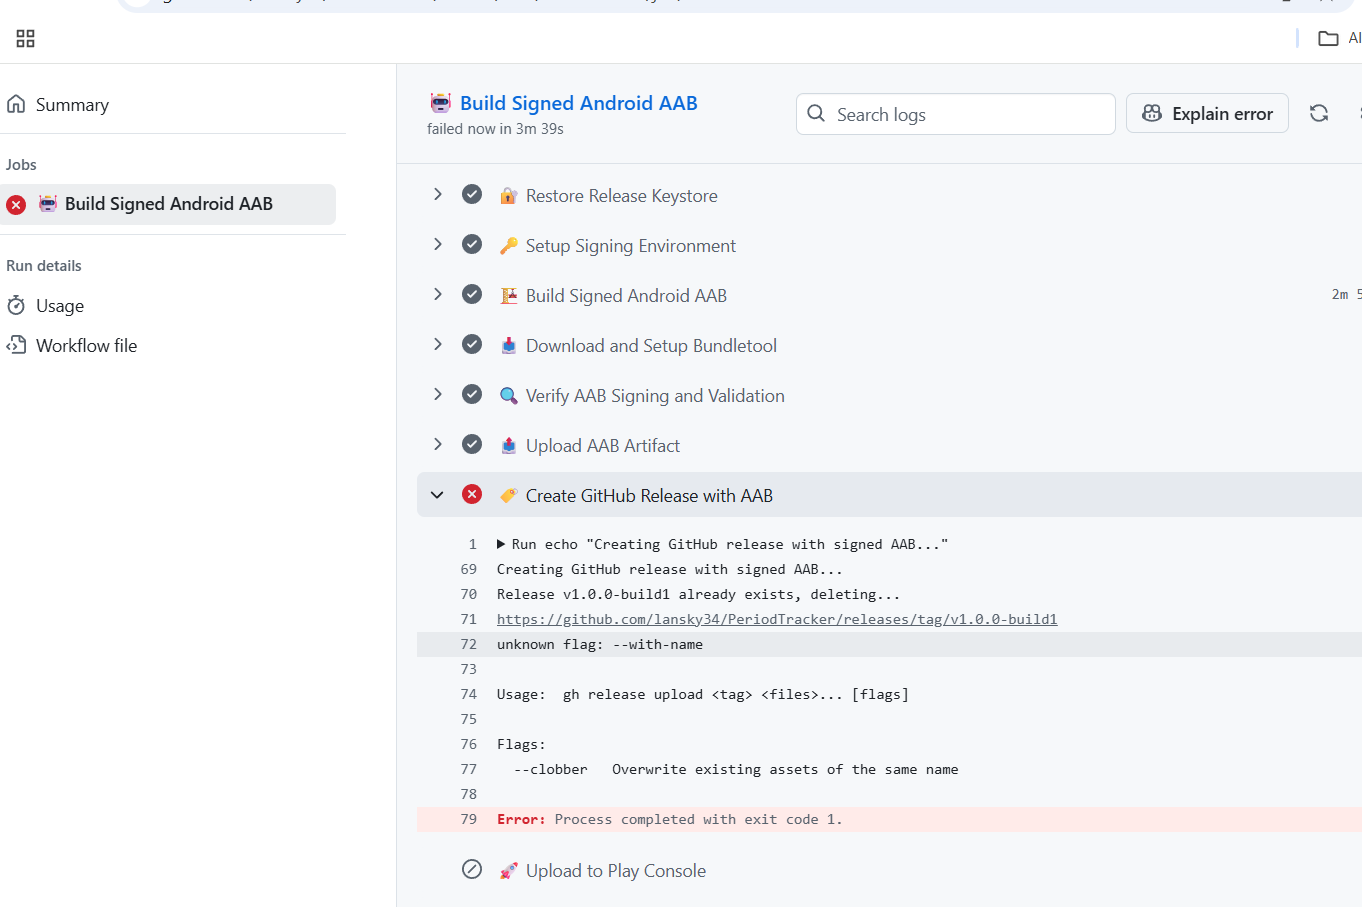 AI
Summary
Jobs
Build Signed Android AAB
Run details
Usage
Workflow file
Build Signed Android AAB
failed now in 3m 39s
Search logs
Explain error
Restore Release Keystore
Setup Signing Environment
Build Signed Android AAB
2m 5
Download and Setup Bundletool
Verify AAB Signing and Validation
Upload AAB Artifact
Create GitHub Release with AAB
1 Run echo "Creating GitHub release with signed AAB..."
69 Creating GitHub release with signed AAB...
70 Release v1.0.0-build1 already exists, deleting...
71 https://github.com/lansky34/PeriodTracker/releases/tag/v1.0.0-build1
72 unknown flag: --with-name
73
74 Usage:  gh release upload <tag> <files>... [flags]
75
76 Flags:
77 --clobber   Overwrite existing assets of the same name
78
79 Error: Process completed with exit code 1.
Upload to Play Console